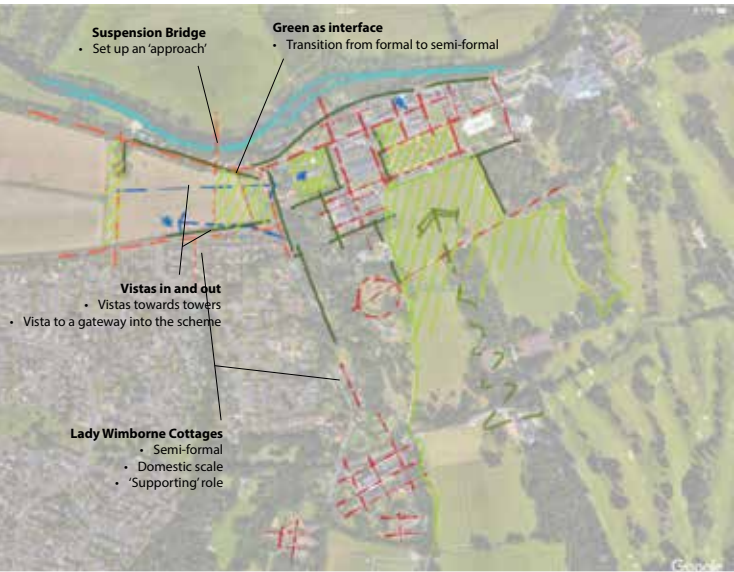 Suspension Bridge
• Set up an 'approach'
Green as interface
• Transition from formal to semi-formal
Vistas in and out
• Vistas towards towers
• Vista to a gateway into the scheme
Lady Wimborne Cottages
• Semi-formal
• Domestic scale
• 'Supporting' role
Google